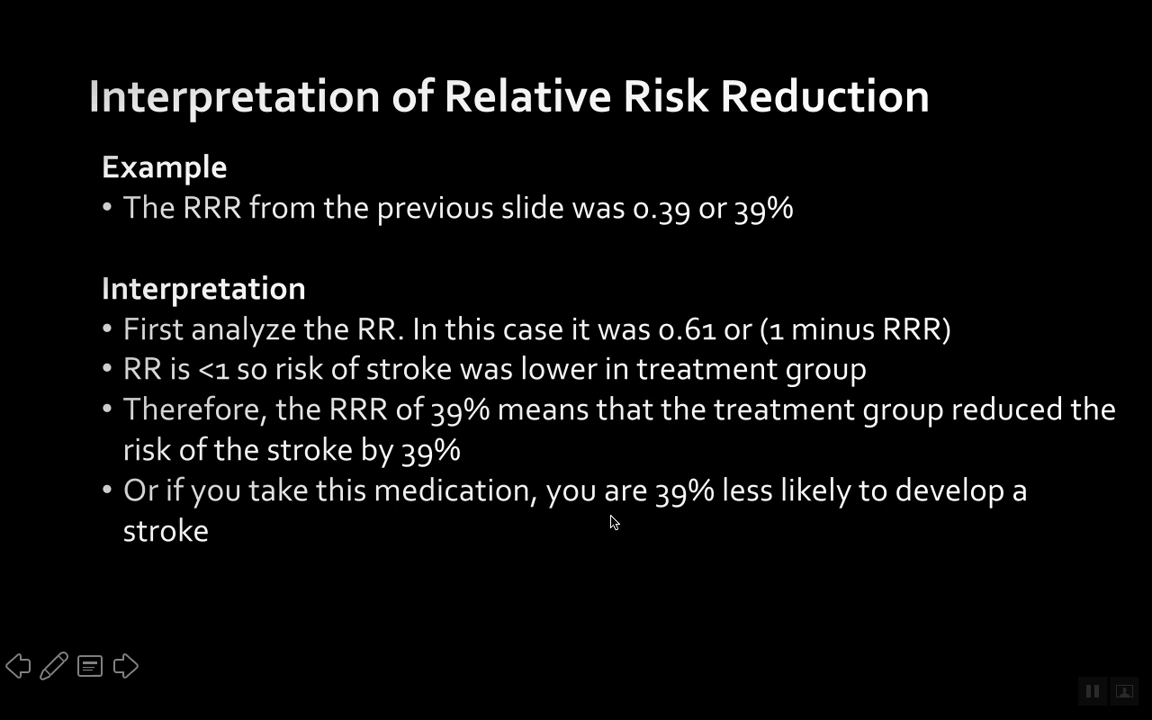 Interpretation of Relative Risk Reduction
Example
• The RRR from the previous slide was 0.39 or 39%
Interpretation
• First analyze the RR. In this case it was 0.61 or (1 minus RRR)
• RR is <1 so risk of stroke was lower in treatment group
• Therefore, the RRR of 39% means that the treatment group reduced the
risk of the stroke by 39%
• Or if you take this medication, you are 39% less likely to develop a
stroke